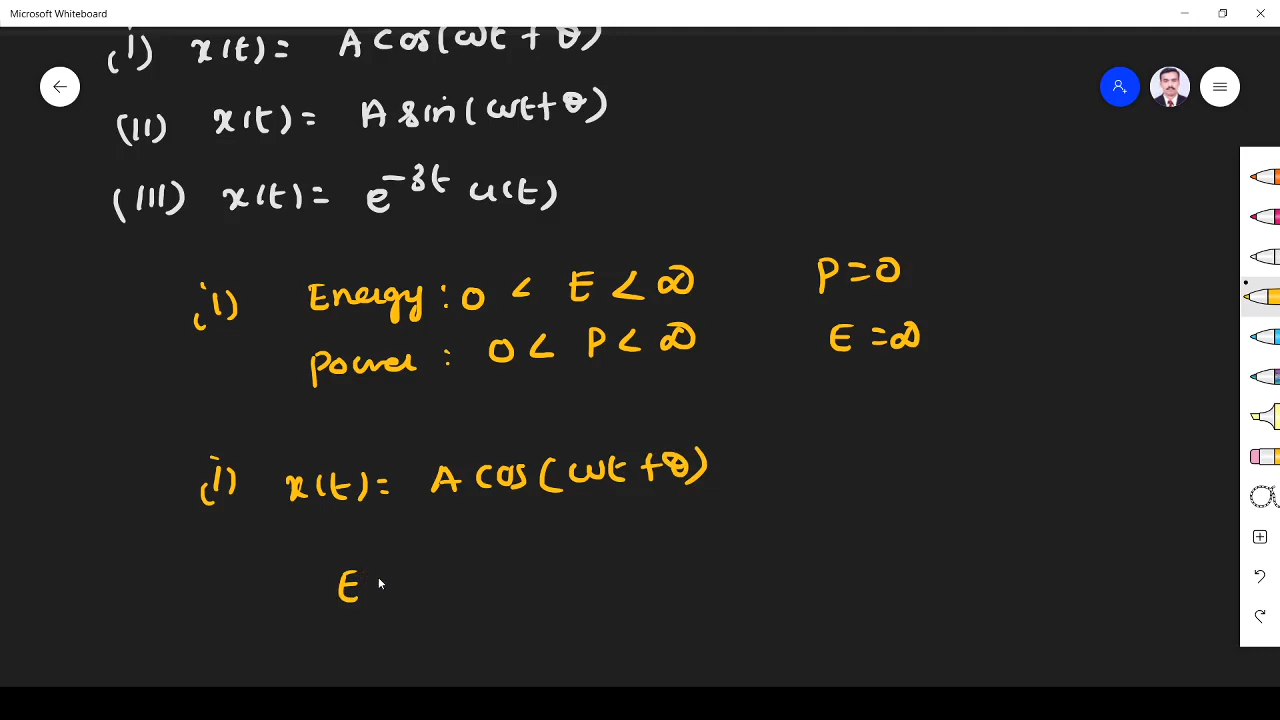 Microsoft Whiteboard
(i) x(t) = A cos(ωt + θ)
(ii) x(t) = A sin(ωt + θ)
(iii) x(t) = e^{-3t} u(t)
(i) Energy : 0 < E < ∞ P = 0
Power : 0 < P < ∞ E = ∞
(i) x(t) = A cos(ωt + θ)
E